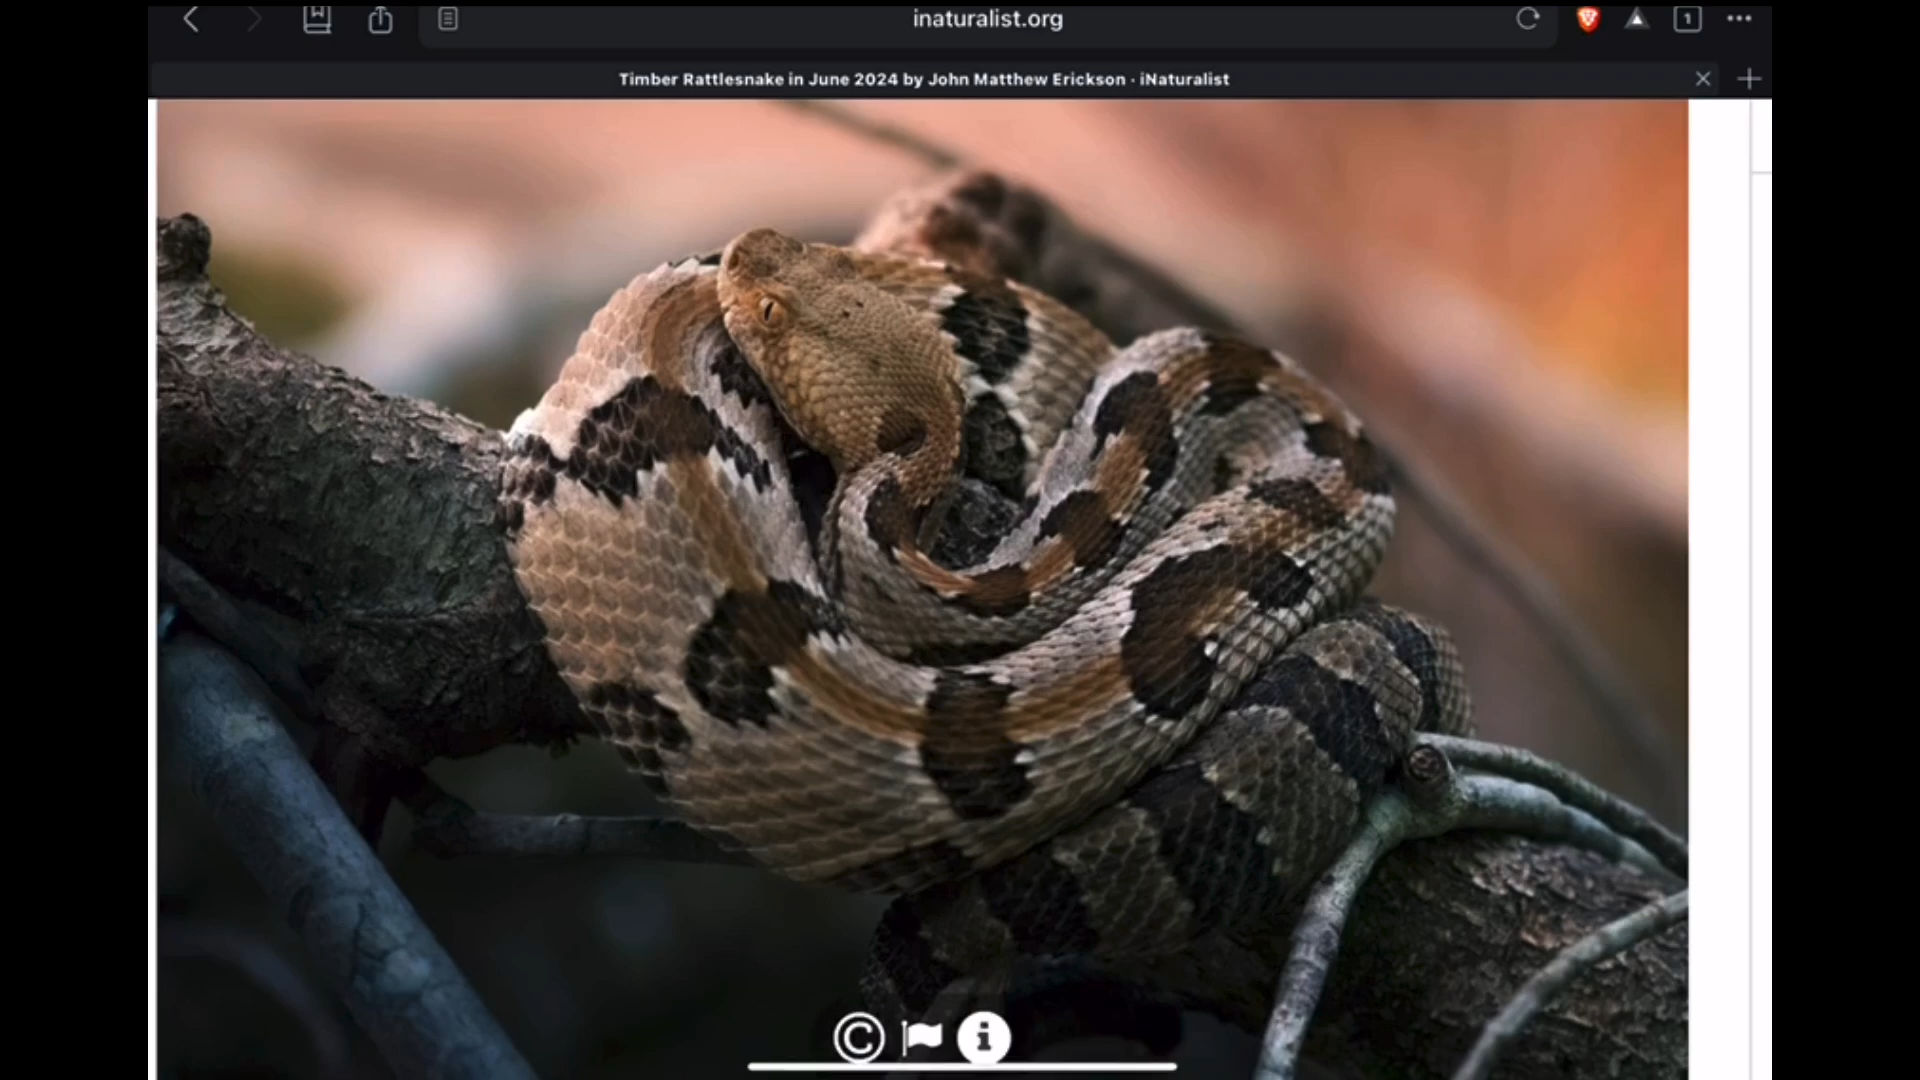 inaturalist.org
1
Timber Rattlesnake in June 2024 by John Matthew Erickson · iNaturalist